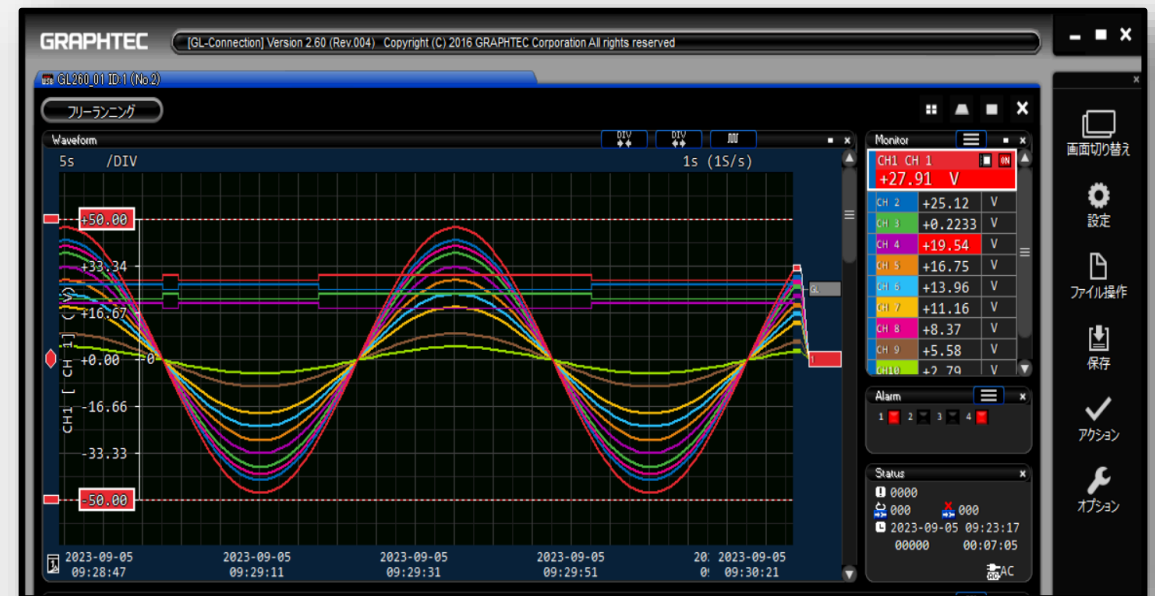 GRAPHTEC
[GL-Connection] Version 2.60 (Rev.004) Copyright (C) 2016 GRAPHTEC Corporation All rights reserved
USB GL260_01 ID:1 (No.2)
フリーランニング
Waveform
DIV
DIV
5s /DIV
1s (1S/s)
+50.00
+33.34
+16.67
+0.00
+0
-16.66
-33.33
-50.00
CH1 [ CH 1] ( V)
GL
1
2023-09-05 09:28:47
2023-09-05 09:29:11
2023-09-05 09:29:31
2023-09-05 09:29:51
2023-09-05 09:30:21
Monitor
CH1 CH 1 ON
+27.91 V
CH 2 +25.12 V
CH 3 +0.2233 V
CH 4 +19.54 V
CH 5 +16.75 V
CH 6 +13.96 V
CH 7 +11.16 V
CH 8 +8.37 V
CH 9 +5.58 V
CH10 +2.79 V
Alarm
1 2 3 4
Status
0000
000 000
2023-09-05 09:23:17
00000 00:07:05
AC
画面切り替え
設定
ファイル操作
保存
アクション
オプション